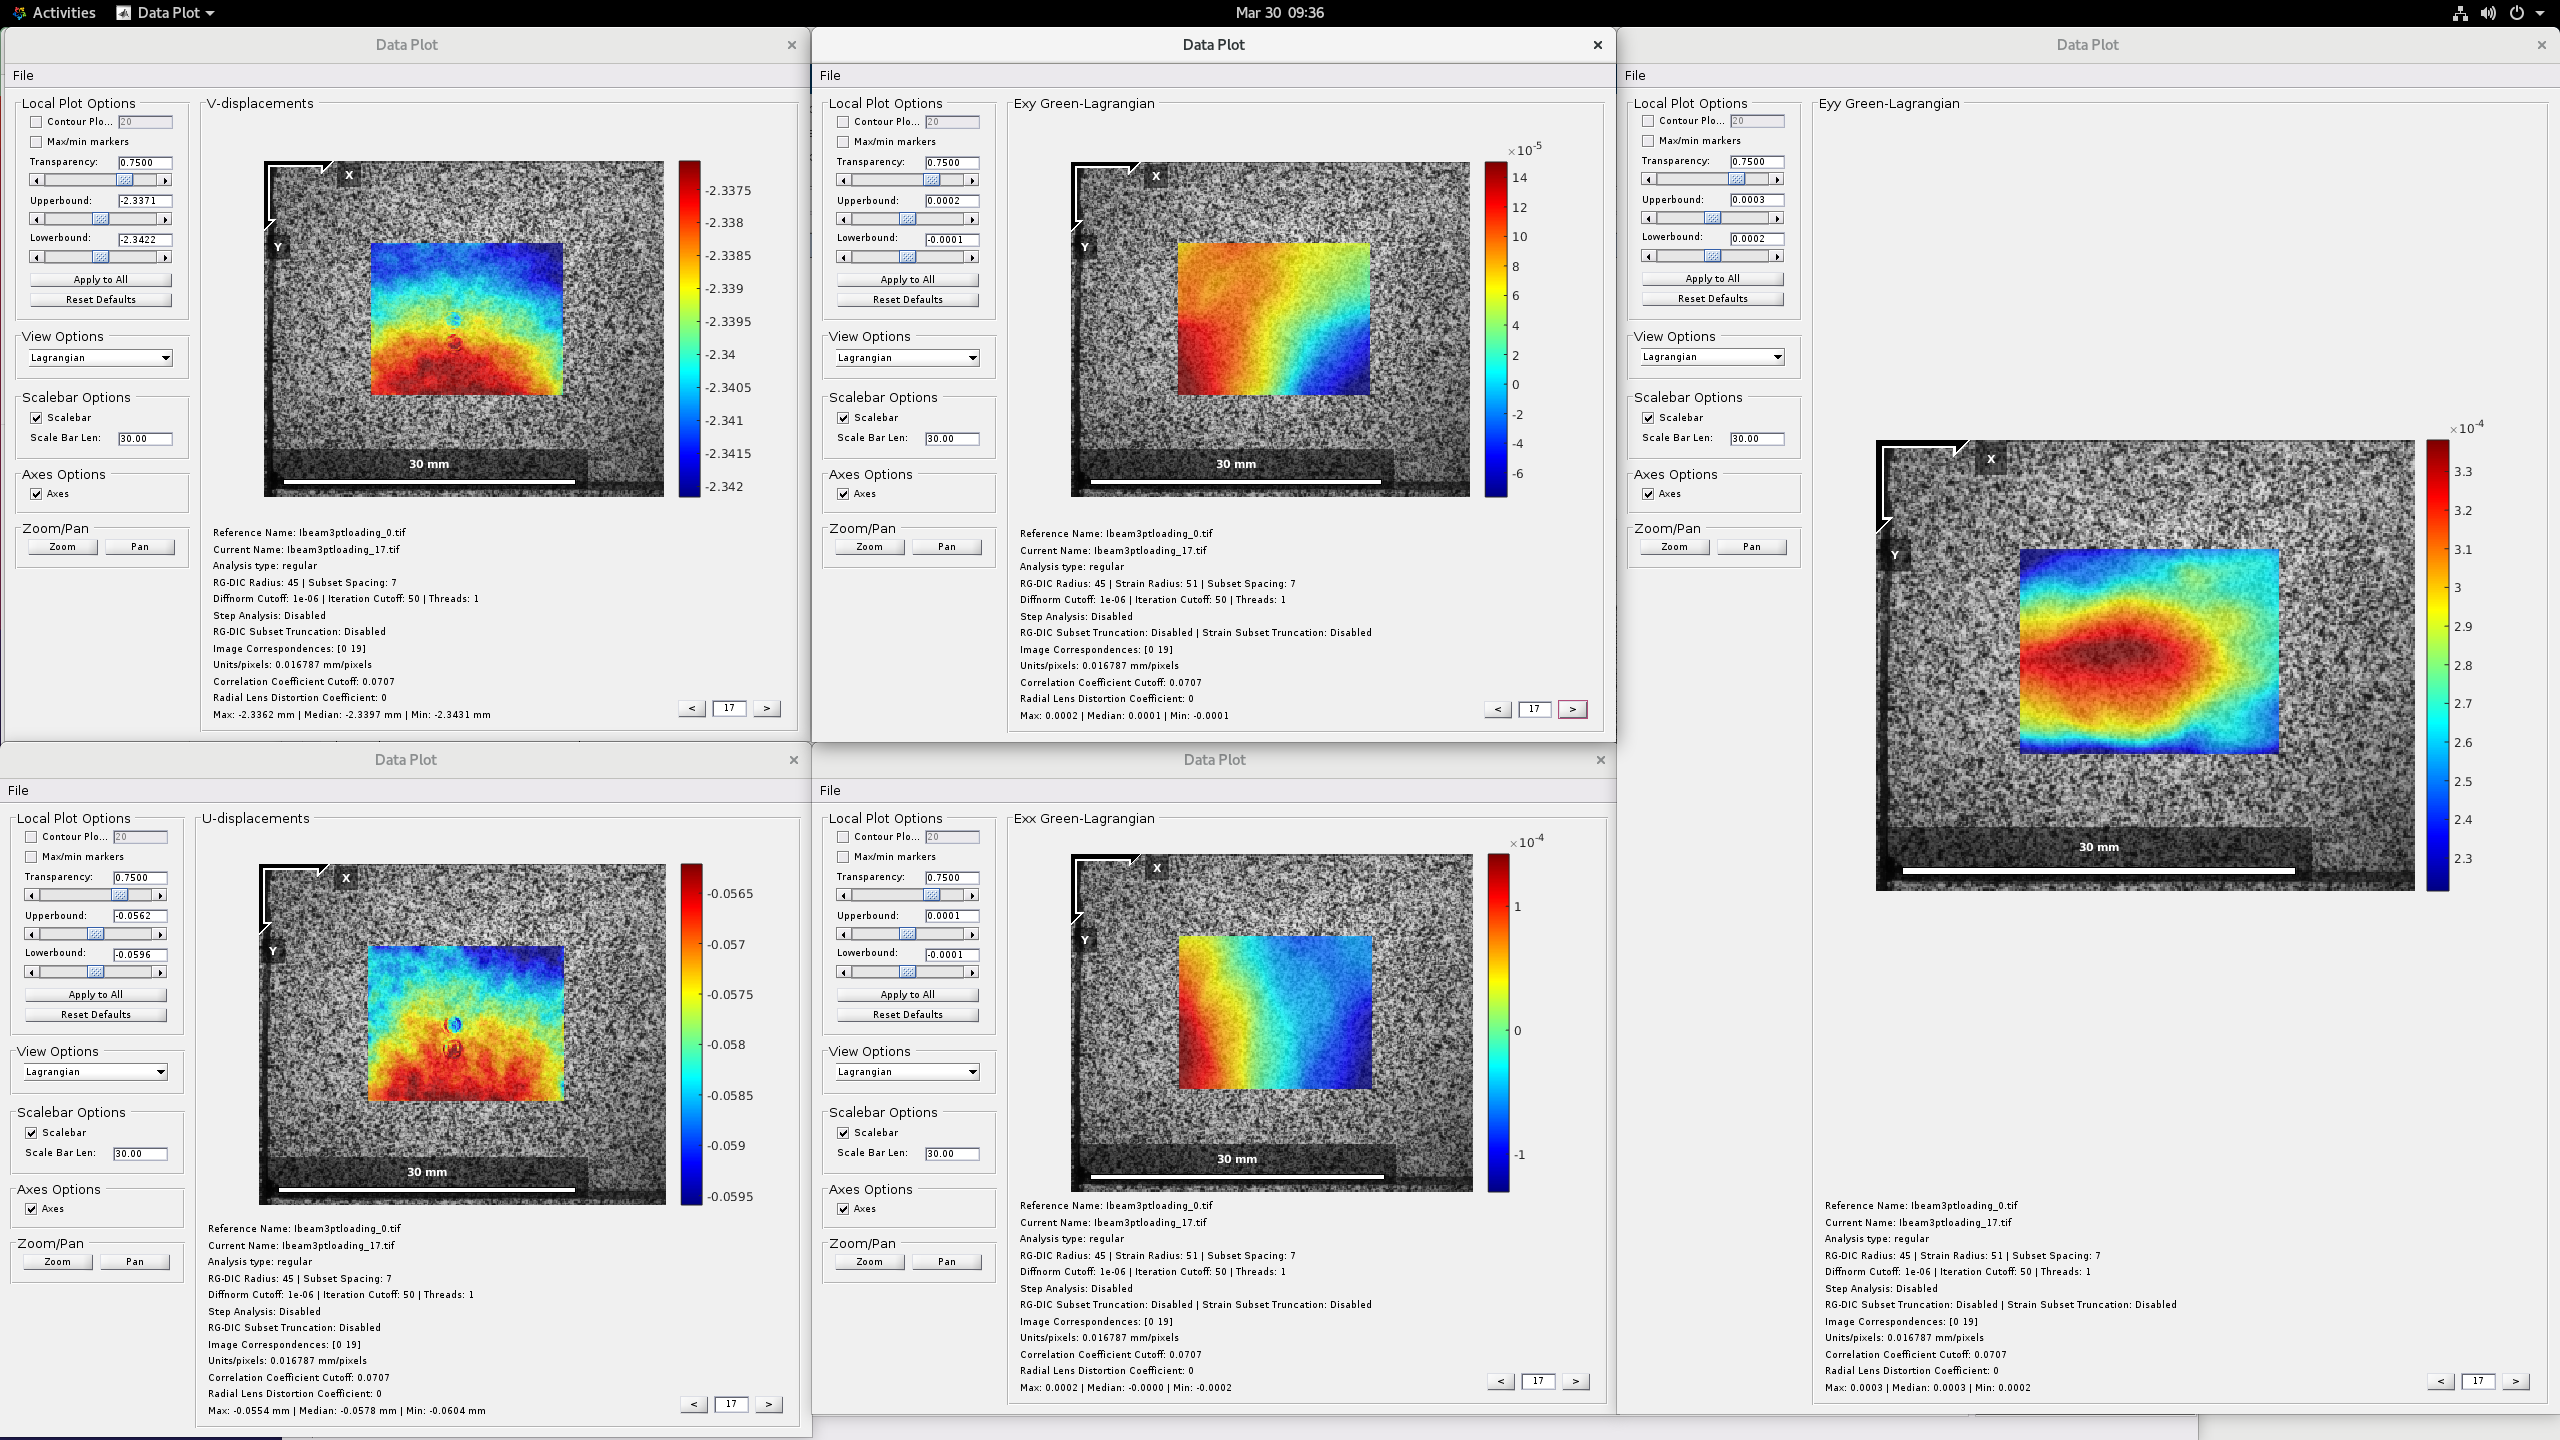 Activities
Data Plot
Mar 30 09:36
Data Plot
File
Local Plot Options
Contour Plo... 20
Max/min markers
Transparency: 0.7500
Upperbound: -2.3371
Lowerbound: -2.3422
Apply to All
Reset Defaults
View Options
Lagrangian
Scalebar Options
Scalebar
Scale Bar Len: 30.00
Axes Options
Axes
Zoom/Pan
Zoom Pan
V-displacements
X
Y
30 mm
-2.3375
-2.338
-2.3385
-2.339
-2.3395
-2.34
-2.3405
-2.341
-2.3415
-2.342
Reference Name: Ibeam3ptloading_0.tif
Current Name: Ibeam3ptloading_17.tif
Analysis type: regular
RG-DIC Radius: 45 | Subset Spacing: 7
Diffnorm Cutoff: 1e-06 | Iteration Cutoff: 50 | Threads: 1
Step Analysis: Disabled
RG-DIC Subset Truncation: Disabled
Image Correspondences: [0 19]
Units/pixels: 0.016787 mm/pixels
Correlation Coefficient Cutoff: 0.0707
Radial Lens Distortion Coefficient: 0
Max: -2.3362 mm | Median: -2.3397 mm | Min: -2.3431 mm
< 17 >
Data Plot
File
Local Plot Options
Contour Plo... 20
Max/min markers
Transparency: 0.7500
Upperbound: 0.0002
Lowerbound: -0.0001
Apply to All
Reset Defaults
View Options
Lagrangian
Scalebar Options
Scalebar
Scale Bar Len: 30.00
Axes Options
Axes
Zoom/Pan
Zoom Pan
Exy Green-Lagrangian
X
Y
30 mm
×10-5
14
12
10
8
6
4
2
0
-2
-4
-6
Reference Name: Ibeam3ptloading_0.tif
Current Name: Ibeam3ptloading_17.tif
Analysis type: regular
RG-DIC Radius: 45 | Strain Radius: 51 | Subset Spacing: 7
Diffnorm Cutoff: 1e-06 | Iteration Cutoff: 50 | Threads: 1
Step Analysis: Disabled
RG-DIC Subset Truncation: Disabled | Strain Subset Truncation: Disabled
Image Correspondences: [0 19]
Units/pixels: 0.016787 mm/pixels
Correlation Coefficient Cutoff: 0.0707
Radial Lens Distortion Coefficient: 0
Max: 0.0002 | Median: 0.0001 | Min: -0.0001
< 17 >
Data Plot
File
Local Plot Options
Contour Plo... 20
Max/min markers
Transparency: 0.7500
Upperbound: 0.0003
Lowerbound: 0.0002
Apply to All
Reset Defaults
View Options
Lagrangian
Scalebar Options
Scalebar
Scale Bar Len: 30.00
Axes Options
Axes
Zoom/Pan
Zoom Pan
Eyy Green-Lagrangian
X
Y
30 mm
×10-4
3.3
3.2
3.1
3
2.9
2.8
2.7
2.6
2.5
2.4
2.3
Reference Name: Ibeam3ptloading_0.tif
Current Name: Ibeam3ptloading_17.tif
Analysis type: regular
RG-DIC Radius: 45 | Strain Radius: 51 | Subset Spacing: 7
Diffnorm Cutoff: 1e-06 | Iteration Cutoff: 50 | Threads: 1
Step Analysis: Disabled
RG-DIC Subset Truncation: Disabled | Strain Subset Truncation: Disabled
Image Correspondences: [0 19]
Units/pixels: 0.016787 mm/pixels
Correlation Coefficient Cutoff: 0.0707
Radial Lens Distortion Coefficient: 0
Max: 0.0003 | Median: 0.0003 | Min: 0.0002
< 17 >
Data Plot
File
Local Plot Options
Contour Plo... 20
Max/min markers
Transparency: 0.7500
Upperbound: -0.0562
Lowerbound: -0.0596
Apply to All
Reset Defaults
View Options
Lagrangian
Scalebar Options
Scalebar
Scale Bar Len: 30.00
Axes Options
Axes
Zoom/Pan
Zoom Pan
U-displacements
X
Y
30 mm
-0.0565
-0.057
-0.0575
-0.058
-0.0585
-0.059
-0.0595
Reference Name: Ibeam3ptloading_0.tif
Current Name: Ibeam3ptloading_17.tif
Analysis type: regular
RG-DIC Radius: 45 | Subset Spacing: 7
Diffnorm Cutoff: 1e-06 | Iteration Cutoff: 50 | Threads: 1
Step Analysis: Disabled
RG-DIC Subset Truncation: Disabled
Image Correspondences: [0 19]
Units/pixels: 0.016787 mm/pixels
Correlation Coefficient Cutoff: 0.0707
Radial Lens Distortion Coefficient: 0
Max: -0.0554 mm | Median: -0.0578 mm | Min: -0.0604 mm
< 17 >
Data Plot
File
Local Plot Options
Contour Plo... 20
Max/min markers
Transparency: 0.7500
Upperbound: 0.0001
Lowerbound: -0.0001
Apply to All
Reset Defaults
View Options
Lagrangian
Scalebar Options
Scalebar
Scale Bar Len: 30.00
Axes Options
Axes
Zoom/Pan
Zoom Pan
Exx Green-Lagrangian
X
Y
30 mm
×10-4
1
0
-1
Reference Name: Ibeam3ptloading_0.tif
Current Name: Ibeam3ptloading_17.tif
Analysis type: regular
RG-DIC Radius: 45 | Strain Radius: 51 | Subset Spacing: 7
Diffnorm Cutoff: 1e-06 | Iteration Cutoff: 50 | Threads: 1
Step Analysis: Disabled
RG-DIC Subset Truncation: Disabled | Strain Subset Truncation: Disabled
Image Correspondences: [0 19]
Units/pixels: 0.016787 mm/pixels
Correlation Coefficient Cutoff: 0.0707
Radial Lens Distortion Coefficient: 0
Max: 0.0002 | Median: -0.0000 | Min: -0.0002
< 17 >